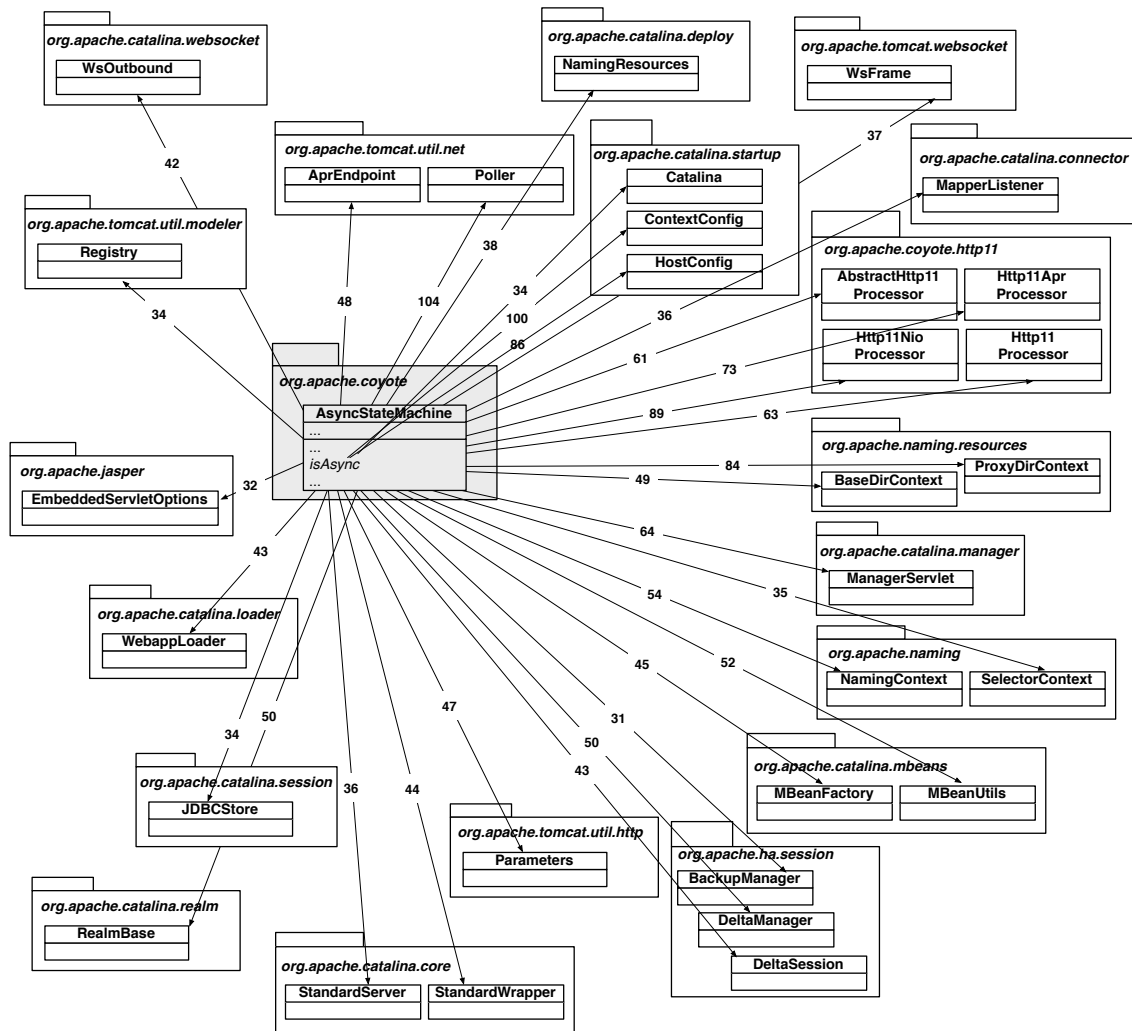 org.apache.catalina.websocket
WsOutbound
org.apache.catalina.deploy
NamingResources
org.apache.tomcat.websocket
WsFrame
37
42
org.apache.tomcat.util.net
AprEndpoint
Poller
org.apache.catalina.startup
Catalina
ContextConfig
HostConfig
org.apache.catalina.connector
MapperListener
org.apache.tomcat.util.modeler
Registry
38
org.apache.coyote.http11
AbstractHttp11
Processor
Http11Apr
Processor
Http11Nio
Processor
Http11
Processor
34
48
104
34
100
86
36
61
73
89
63
org.apache.coyote
AsyncStateMachine
...
...
isAsync
...
org.apache.naming.resources
ProxyDirContext
BaseDirContext
84
49
org.apache.jasper
EmbeddedServletOptions
32
64
org.apache.catalina.manager
ManagerServlet
43
54
35
org.apache.catalina.loader
WebappLoader
org.apache.naming
NamingContext
SelectorContext
45
52
47
31
34
50
50
43
36
44
org.apache.catalina.session
JDBCStore
org.apache.catalina.mbeans
MBeanFactory
MBeanUtils
org.apache.tomcat.util.http
Parameters
org.apache.ha.session
BackupManager
DeltaManager
DeltaSession
org.apache.catalina.realm
RealmBase
org.apache.catalina.core
StandardServer
StandardWrapper